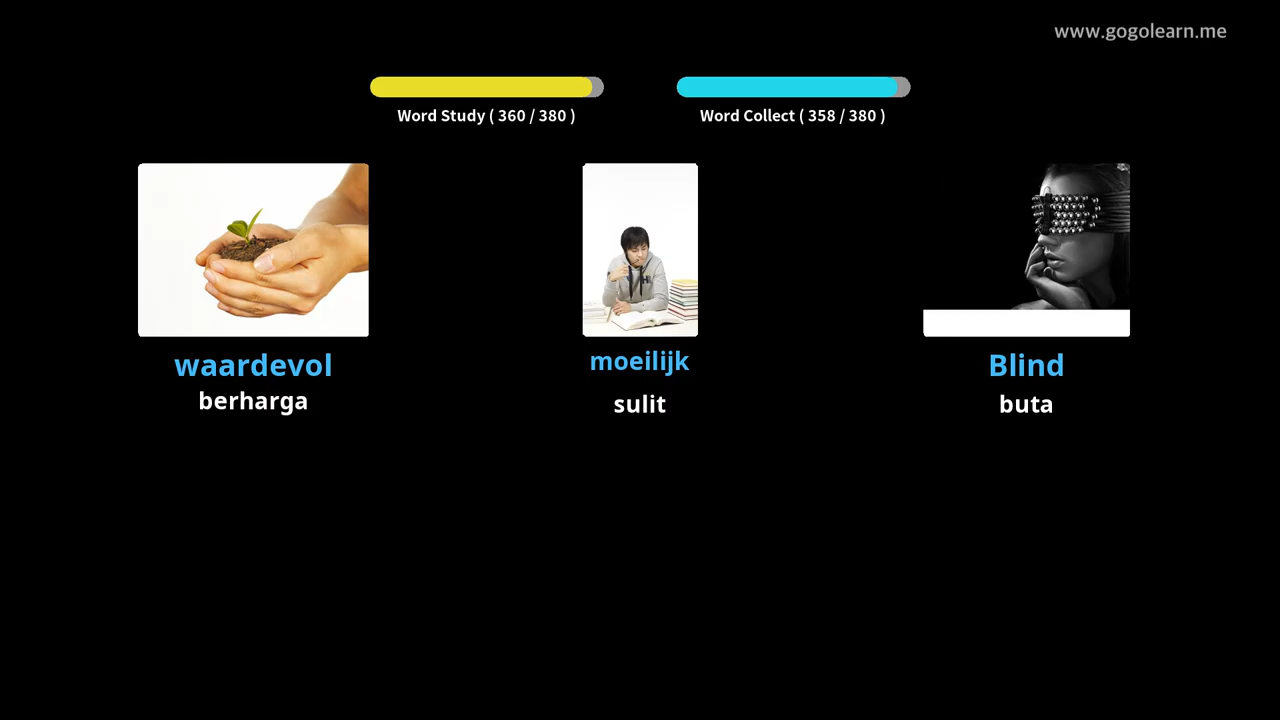 www.gogolearn.me
Word Study ( 360 / 380 )
Word Collect ( 358 / 380 )
waardevol
berharga
moeilijk
sulit
Blind
buta